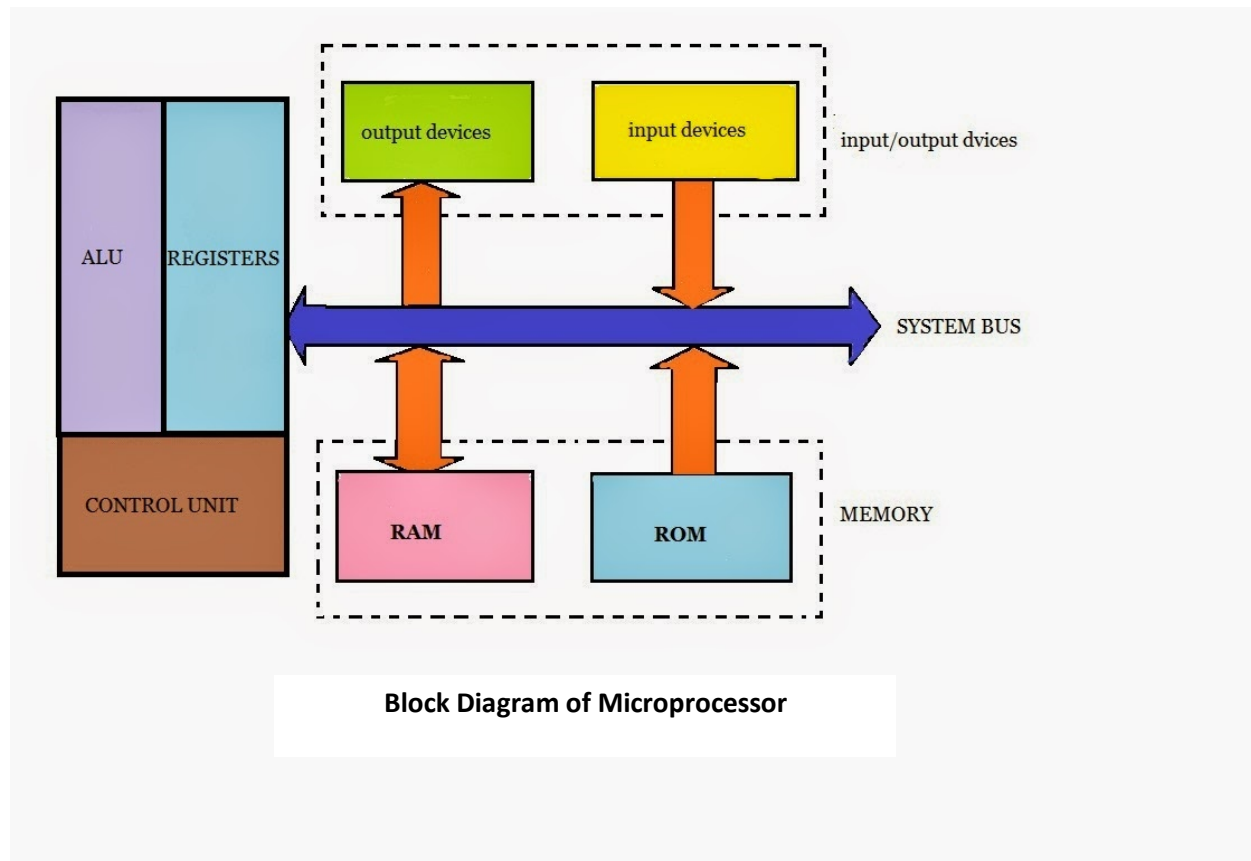 output devices
input devices
input/output dvices
ALU
REGISTERS
SYSTEM BUS
CONTROL UNIT
RAM
ROM
MEMORY
Block Diagram of Microprocessor